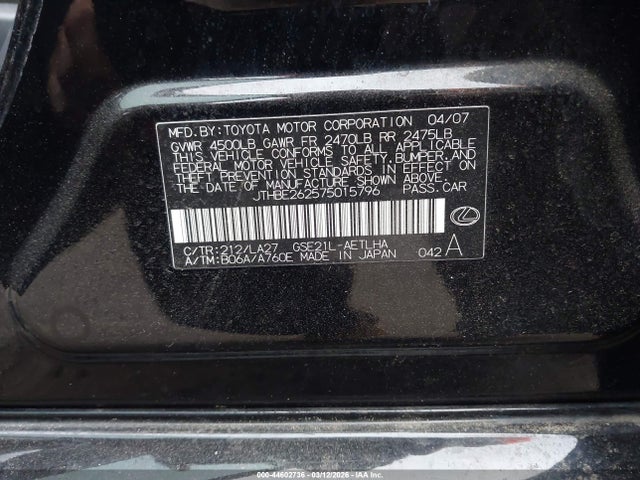 MFD.BY:TOYOTA MOTOR CORPORATION 04/07
GVWR 4500LB GAWR FR 2470LB RR 2475LB
THIS VEHICLE CONFORMS TO ALL APPLICABLE
FEDERAL MOTOR VEHICLE SAFETY, BUMPER, AND
THEFT PREVENTION STANDARDS IN EFFECT ON
THE DATE OF MANUFACTURE SHOWN ABOVE.
JTHBE262575015796 PASS.CAR
C/TR:212/LA27 GSE21L-AETLHA
A/TM:B06A/A760E MADE IN JAPAN 042 A
000-44602736 - 03/12/2026 - IAA Holdings, LLC